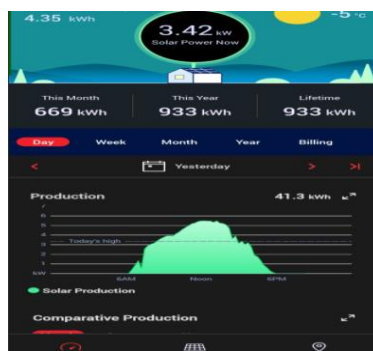 4.35 kWh
3.42 kW
Solar Power Now
-5 °C
This Month
669 kWh
This Year
933 kWh
Lifetime
933 kWh
Day Week Month Year Billing
< Yesterday > >|
Production 41.3 kWh
7
6
5
4
Today's high
3
2
1
kW
6AM Noon 6PM
Solar Production
Comparative Production